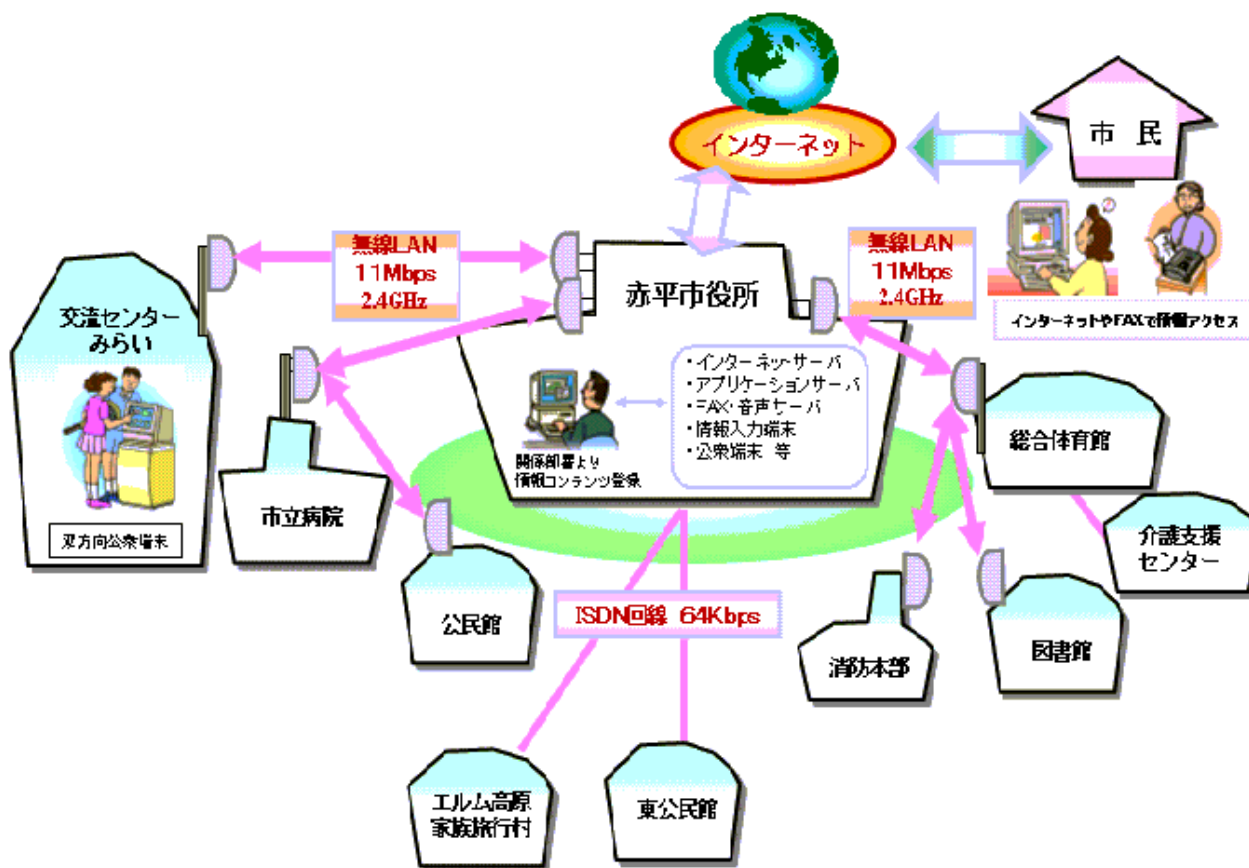 インターネット
市 民
無線LAN
11Mbps
2.4GHz
無線LAN
11Mbps
2.4GHz
赤平市役所
インターネットやFAXで情報アクセス
交流センター
みらい
・インターネットサーバ
・アプリケーションサーバ
・FAX・音声サーバ
・情報入力端末
・公衆端末 等
関係部署より
情報コンテンツ登録
総合体育館
市立病院
双方向公衆端末
介護支援
センター
公民館
ISDN回線 64Kbps
消防本部
図書館
エルム高原
家族旅行村
東公民館